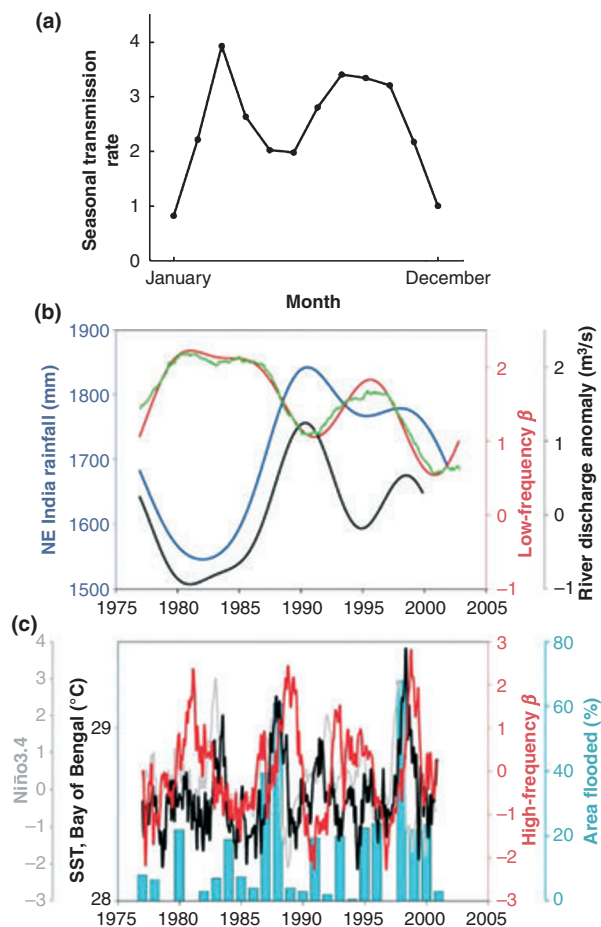 (a)
4
3
2
1
0
Seasonal transmission
rate
January
December
Month
(b)
1900
1800
1700
1600
1500
NE India rainfall (mm)
2
1
0
−1
Low-frequency β
2
1
0
−1
River discharge anomaly (m³/s)
1975 1980 1985 1990 1995 2000 2005
(c)
4
3
2
1
0
−1
−2
−3
Niño3.4
29
28
SST, Bay of Bengal (°C)
3
2
1
0
−1
−2
−3
High-frequency β
80
60
40
20
0
Area flooded (%)
1975 1980 1985 1990 1995 2000 2005